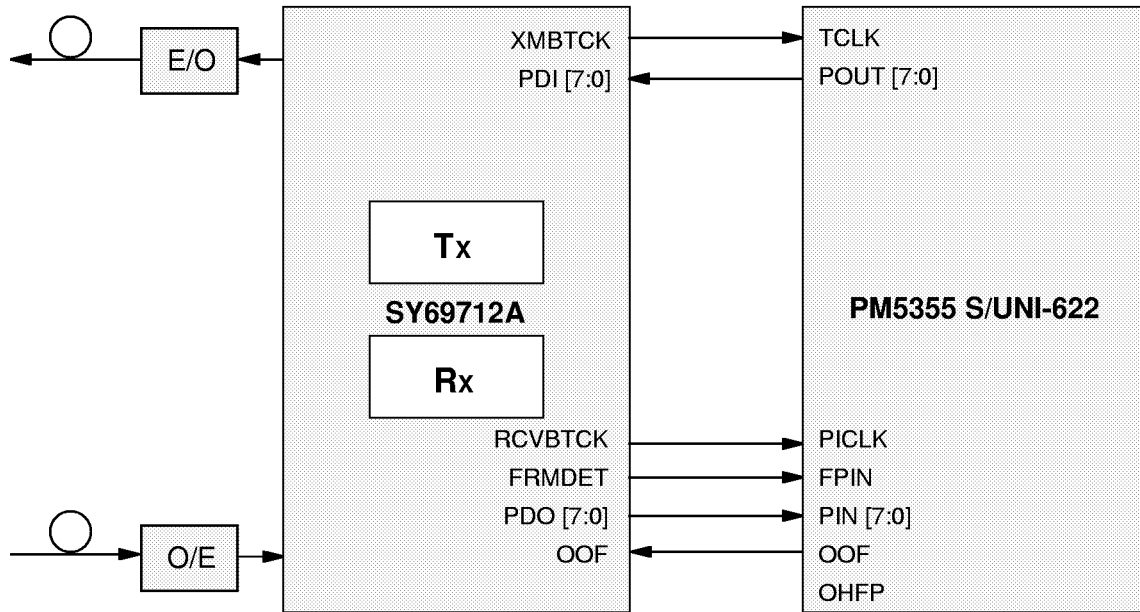 E/O
XMBTCK
PDI [7:0]
TCLK
POUT [7:0]
Tx
SY69712A
Rx
PM5355 S/UNI-622
RCVBTCK
FRMDET
PDO [7:0]
OOF
PICLK
FPIN
PIN [7:0]
OOF
OHFP
O/E